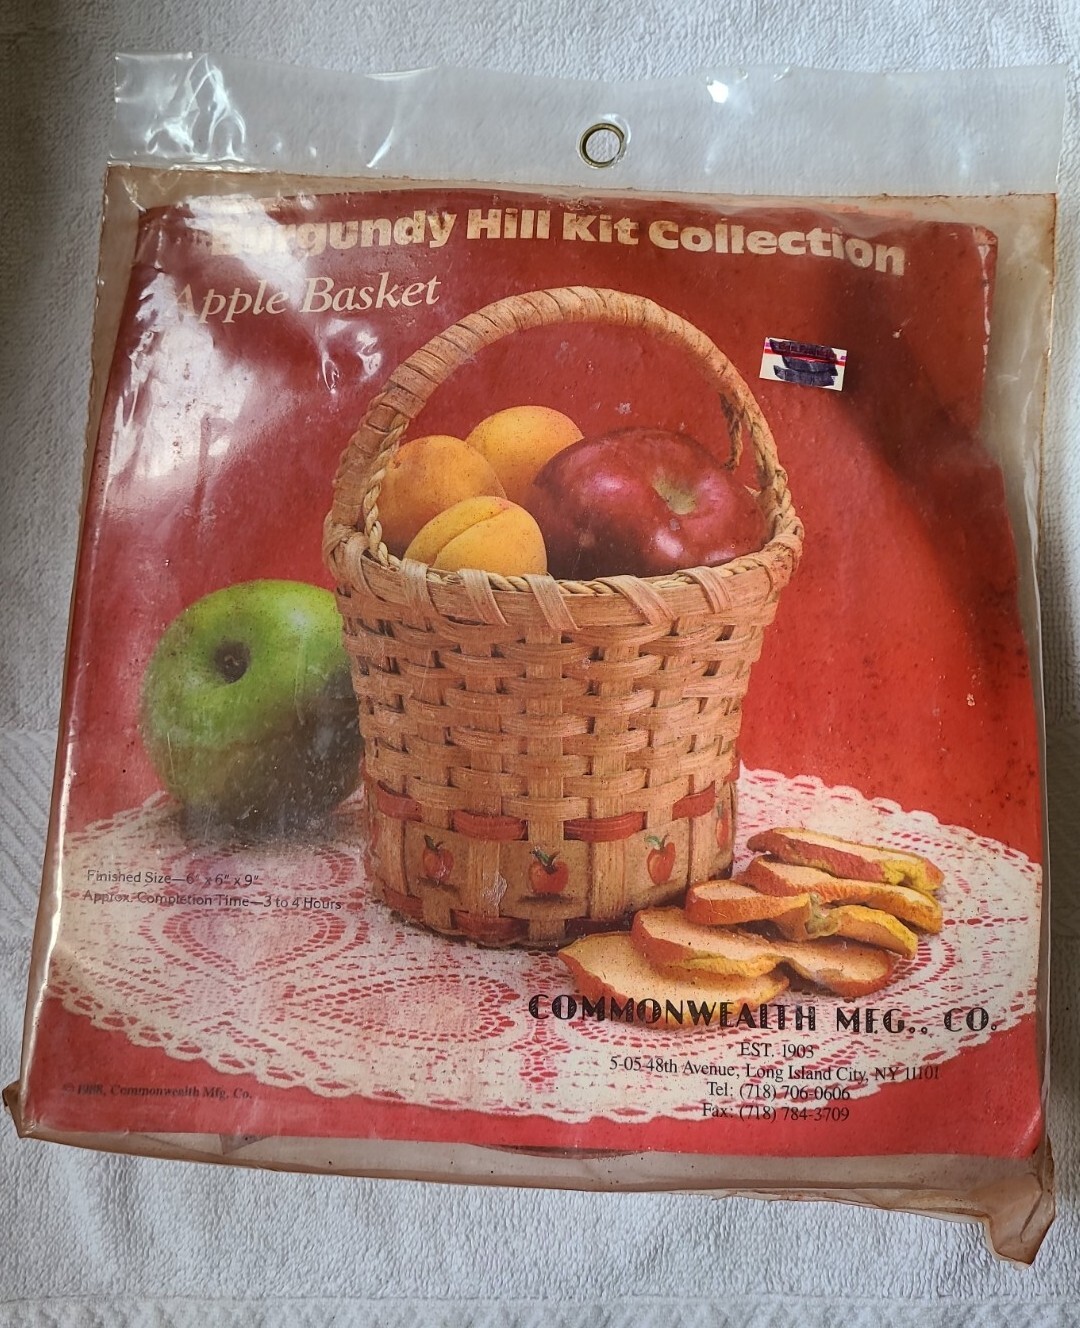 Burgundy Hill Kit Collection
Apple Basket
Finished Size—6" x 6" x 9"
Approx. Completion Time—3 to 4 Hours
COMMONWEALTH MFG., CO.
EST. 1903
5-05-48th Avenue, Long Island City, NY 11101
Tel: (718) 706-0606
Fax: (718) 784-3709
© 1988, Commonwealth Mfg. Co.